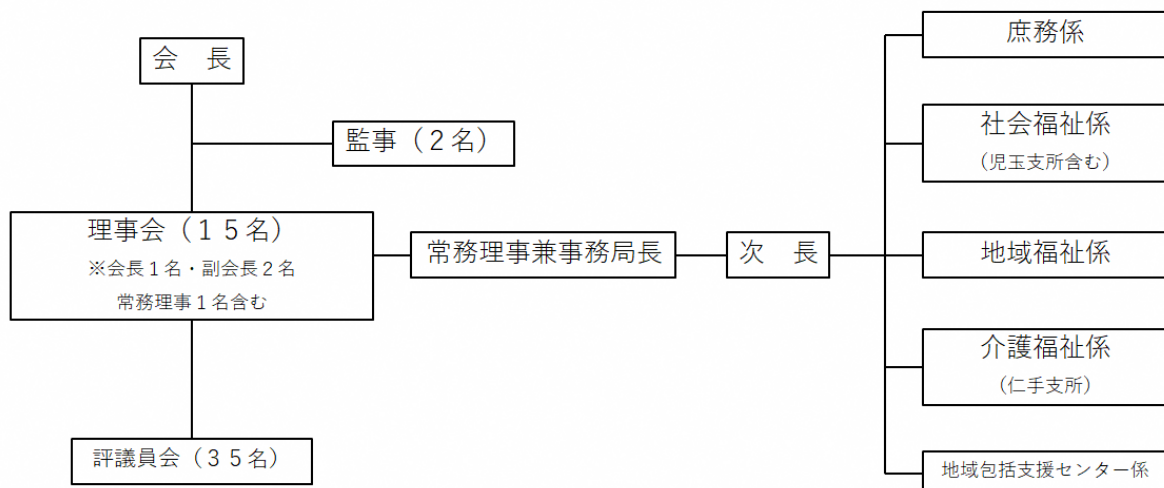 会　長
監事（２名）
理事会（１５名）
※会長１名・副会長２名
常務理事１名含む
評議員会（３５名）
常務理事兼事務局長
次　長
庶務係
社会福祉係
（児玉支所含む）
地域福祉係
介護福祉係
（仁手支所）
地域包括支援センター係